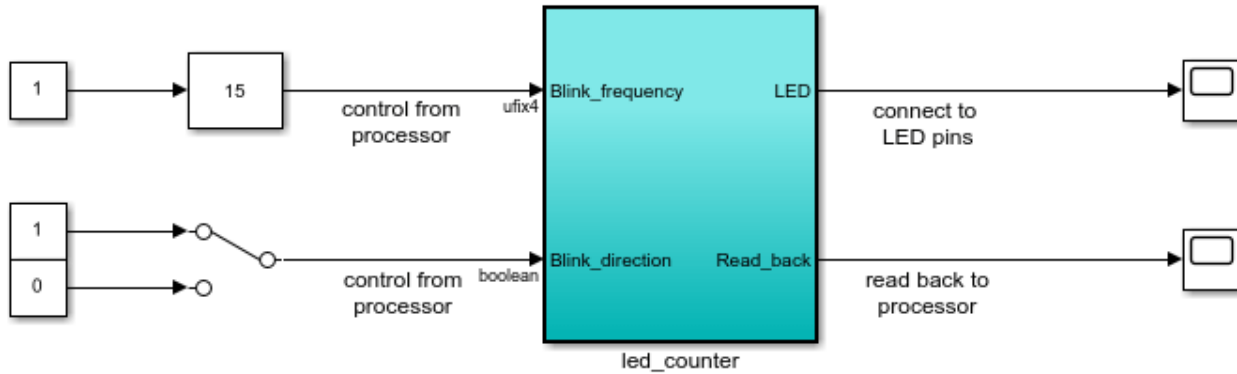 1
15
control from
processor
ufix4
Blink_frequency
LED
connect to
LED pins
1
0
control from
processor
boolean
Blink_direction
Read_back
read back to
processor
led_counter